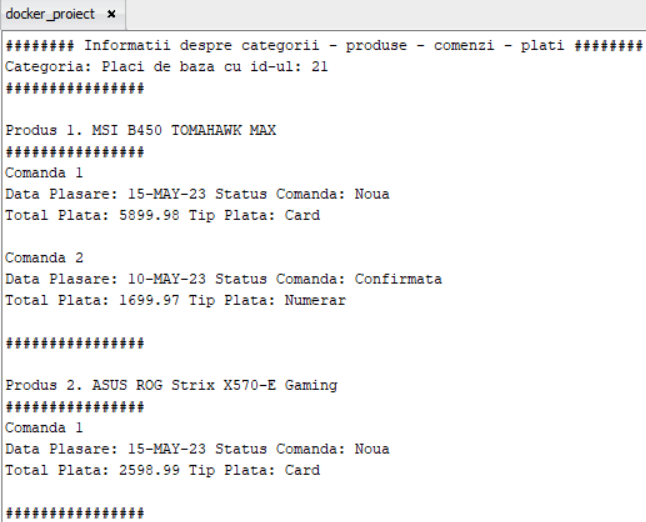 docker_proiect ×
######## Informatii despre categorii - produse - comenzi - plati ########
Categoria: Placi de baza cu id-ul: 21
################
Produs 1. MSI B450 TOMAHAWK MAX
################
Comanda 1
Data Plasare: 15-MAY-23 Status Comanda: Noua
Total Plata: 5899.98 Tip Plata: Card
Comanda 2
Data Plasare: 10-MAY-23 Status Comanda: Confirmata
Total Plata: 1699.97 Tip Plata: Numerar
################
Produs 2. ASUS ROG Strix X570-E Gaming
################
Comanda 1
Data Plasare: 15-MAY-23 Status Comanda: Noua
Total Plata: 2598.99 Tip Plata: Card
################